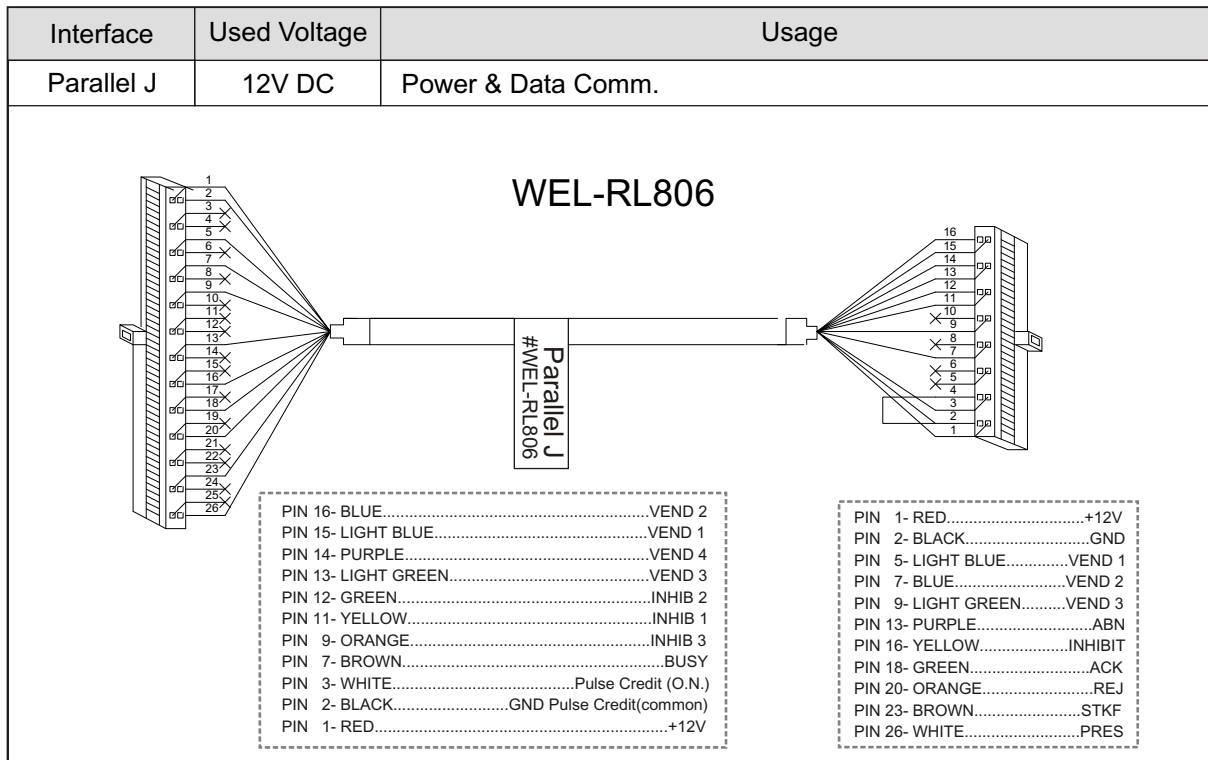 Interface Used Voltage Usage
Parallel J 12V DC Power & Data Comm.
WEL-RL806
1
2
3
4
5
6
7
8
9
10
11
12
13
14
15
16
17
18
19
20
21
22
23
24
25
26
Parallel J
#WEL-RL806
16
15
14
13
12
11
10
9
8
7
6
5
4
3
2
1
PIN 16- BLUE..........................................................VEND 2
PIN 15- LIGHT BLUE..............................................VEND 1
PIN 14- PURPLE.....................................................VEND 4
PIN 13- LIGHT GREEN...........................................VEND 3
PIN 12- GREEN.......................................................INHIB 2
PIN 11- YELLOW.....................................................INHIB 1
PIN 9- ORANGE....................................................INHIB 3
PIN 7- BROWN.........................................................BUSY
PIN 3- WHITE.......................................Pulse Credit (O.N.)
PIN 2- BLACK.........................GND Pulse Credit(common)
PIN 1- RED...............................................................+12V
PIN 1- RED.............................+12V
PIN 2- BLACK...........................GND
PIN 5- LIGHT BLUE..............VEND 1
PIN 7- BLUE........................VEND 2
PIN 9- LIGHT GREEN..........VEND 3
PIN 13- PURPLE.........................ABN
PIN 16- YELLOW....................INHIBIT
PIN 18- GREEN...........................ACK
PIN 20- ORANGE........................REJ
PIN 23- BROWN.......................STKF
PIN 26- WHITE.........................PRES